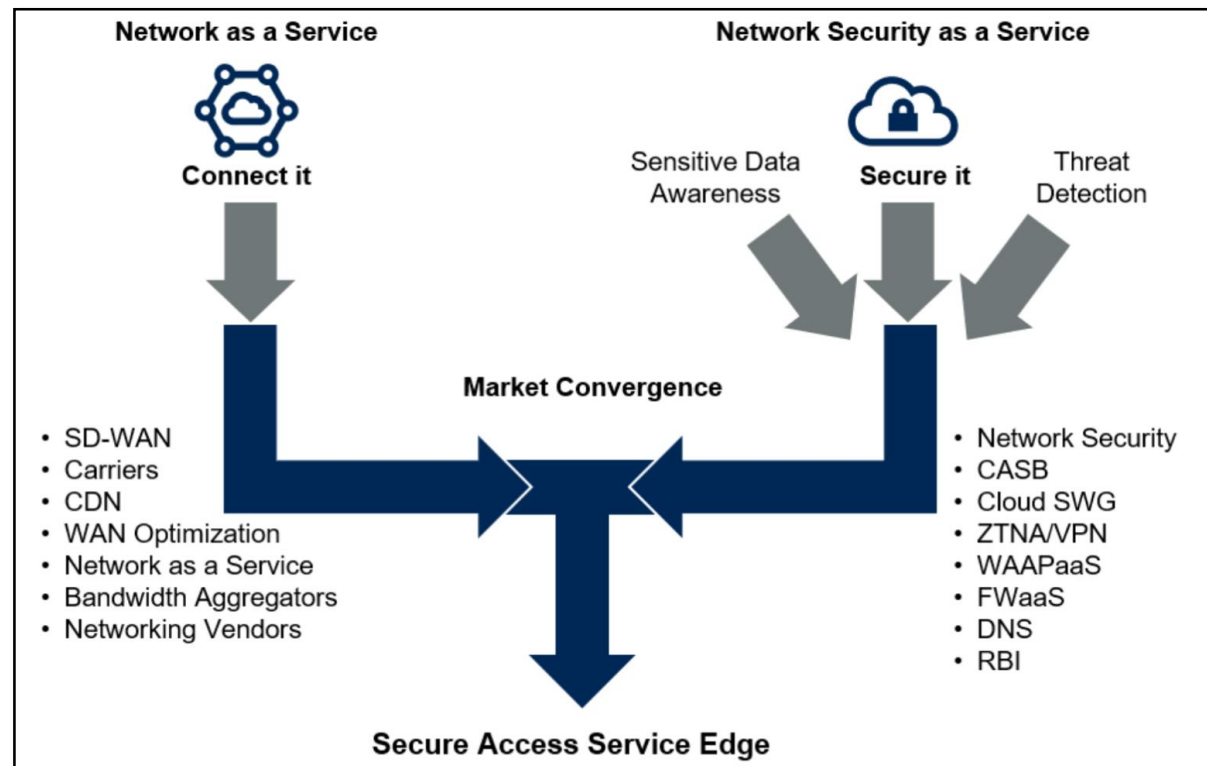 Network as a Service
Network Security as a Service
Connect it
Sensitive Data
Awareness
Secure it
Threat
Detection
Market Convergence
• SD-WAN
• Carriers
• CDN
• WAN Optimization
• Network as a Service
• Bandwidth Aggregators
• Networking Vendors
• Network Security
• CASB
• Cloud SWG
• ZTNA/VPN
• WAAPaaS
• FWaaS
• DNS
• RBI
Secure Access Service Edge